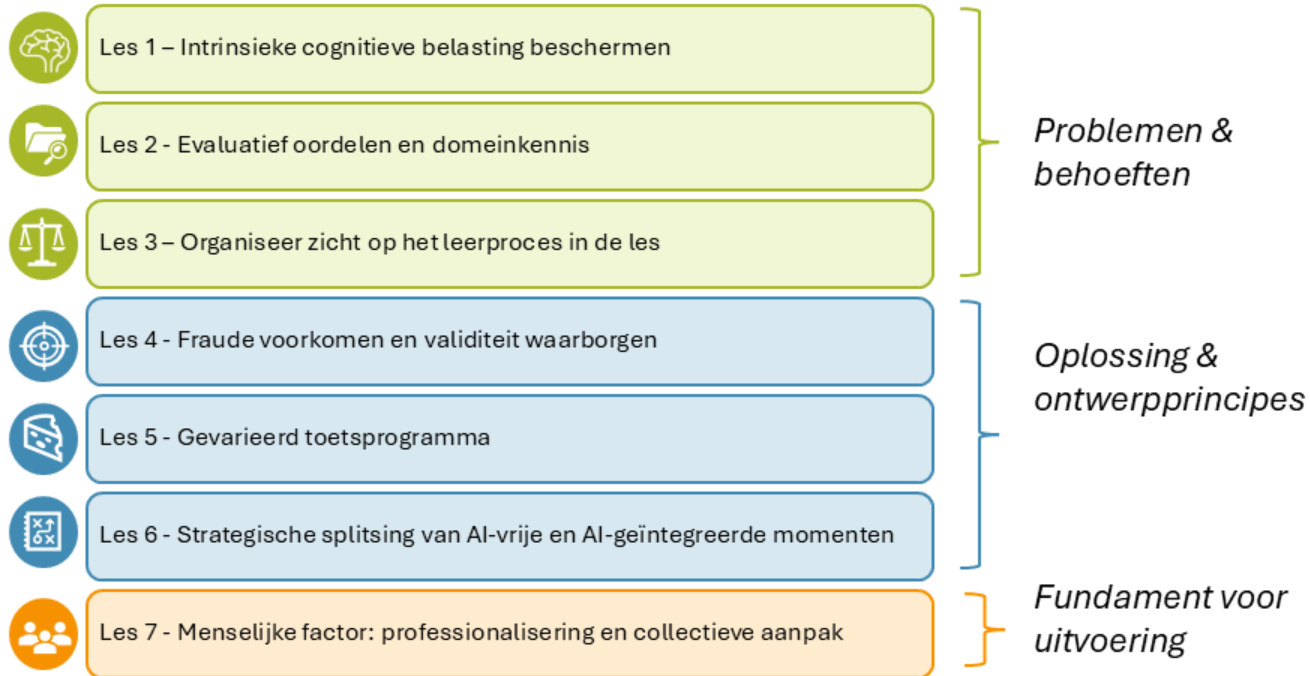 Les 1 – Intrinsieke cognitieve belasting beschermen
Les 2 - Evaluatief oordelen en domeinkennis
Les 3 – Organiseer zicht op het leerproces in de les
Problemen &
behoeften
Les 4 - Fraude voorkomen en validiteit waarborgen
Les 5 - Gevarieerd toetsprogramma
Les 6 - Strategische splitsing van AI-vrije en AI-geïntegreerde momenten
Oplossing &
ontwerpprincipes
Les 7 - Menselijke factor: professionalisering en collectieve aanpak
Fundament voor
uitvoering